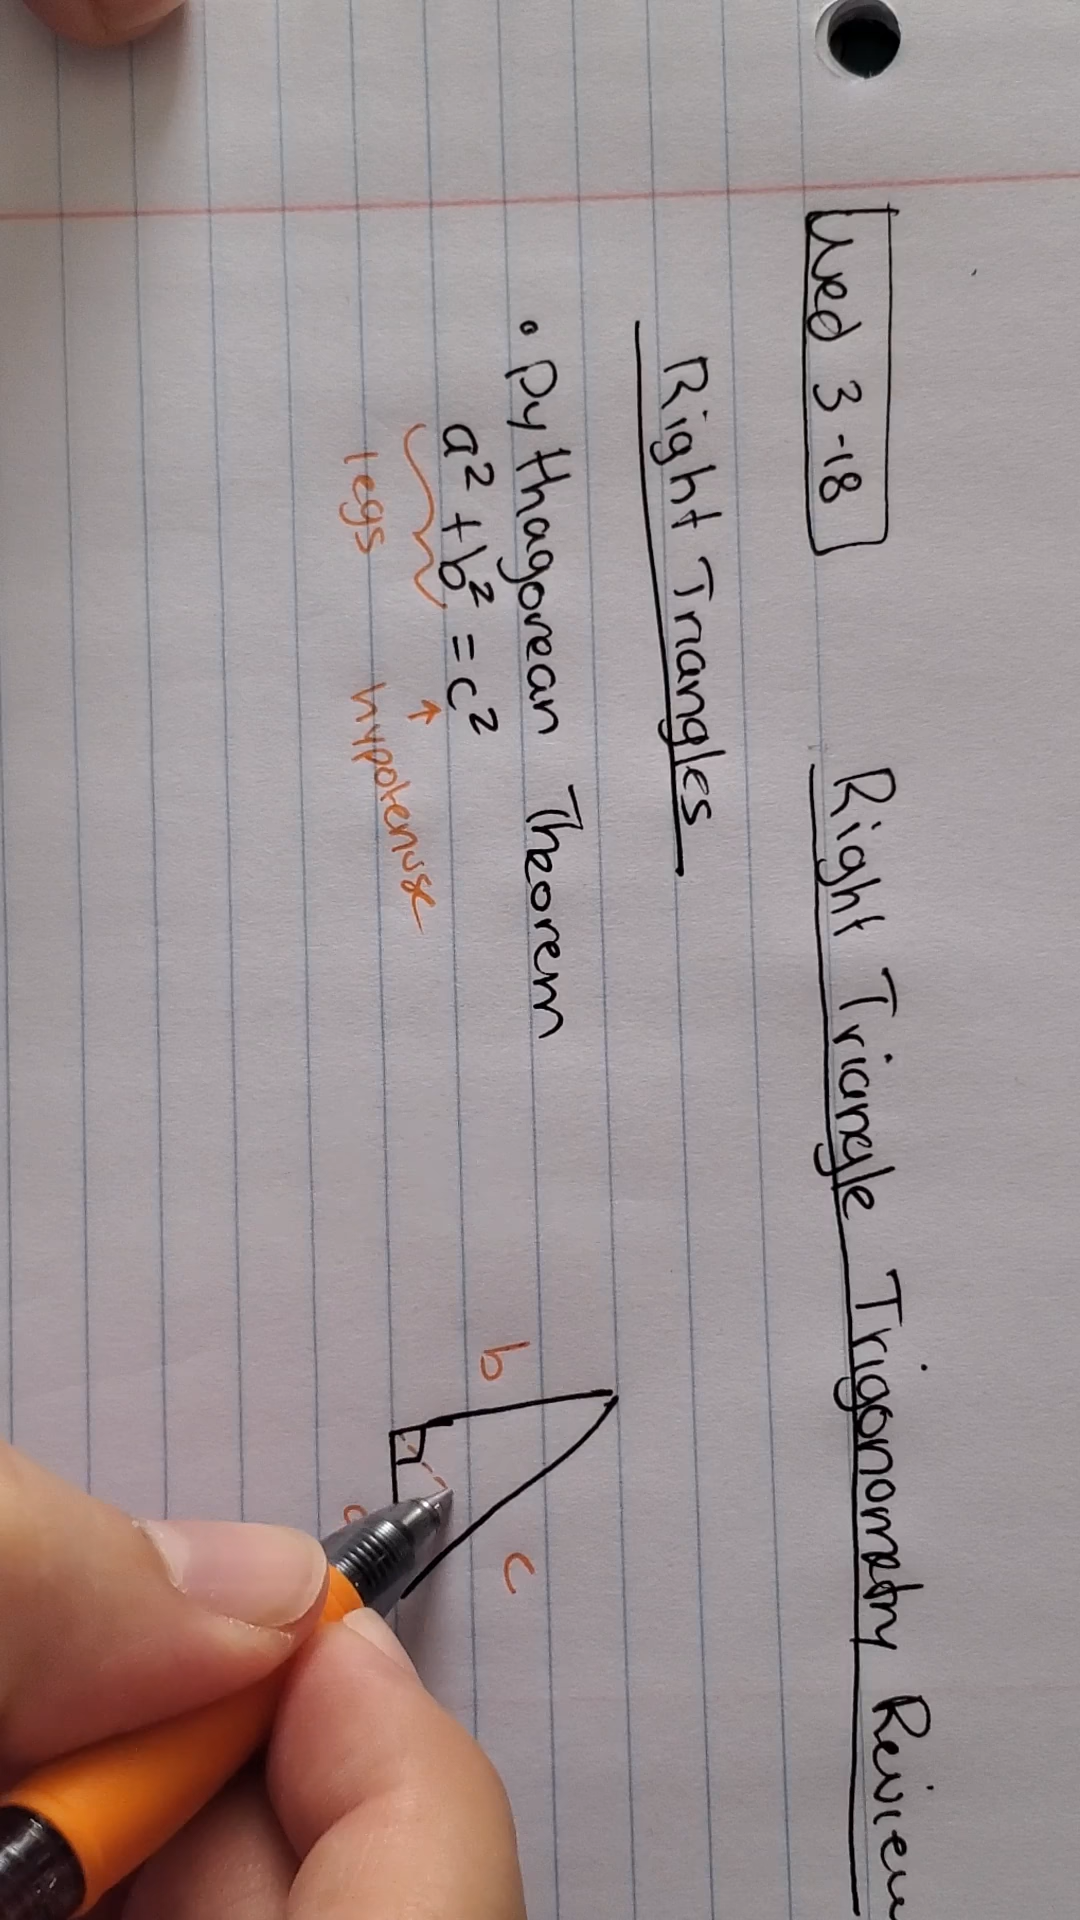 Wed 3-18
Right Triangle Trigonometry Review
Right Triangles
• Pythagorean Theorem
a² + b² = c²
legs
↑
hypotenuse
b
c